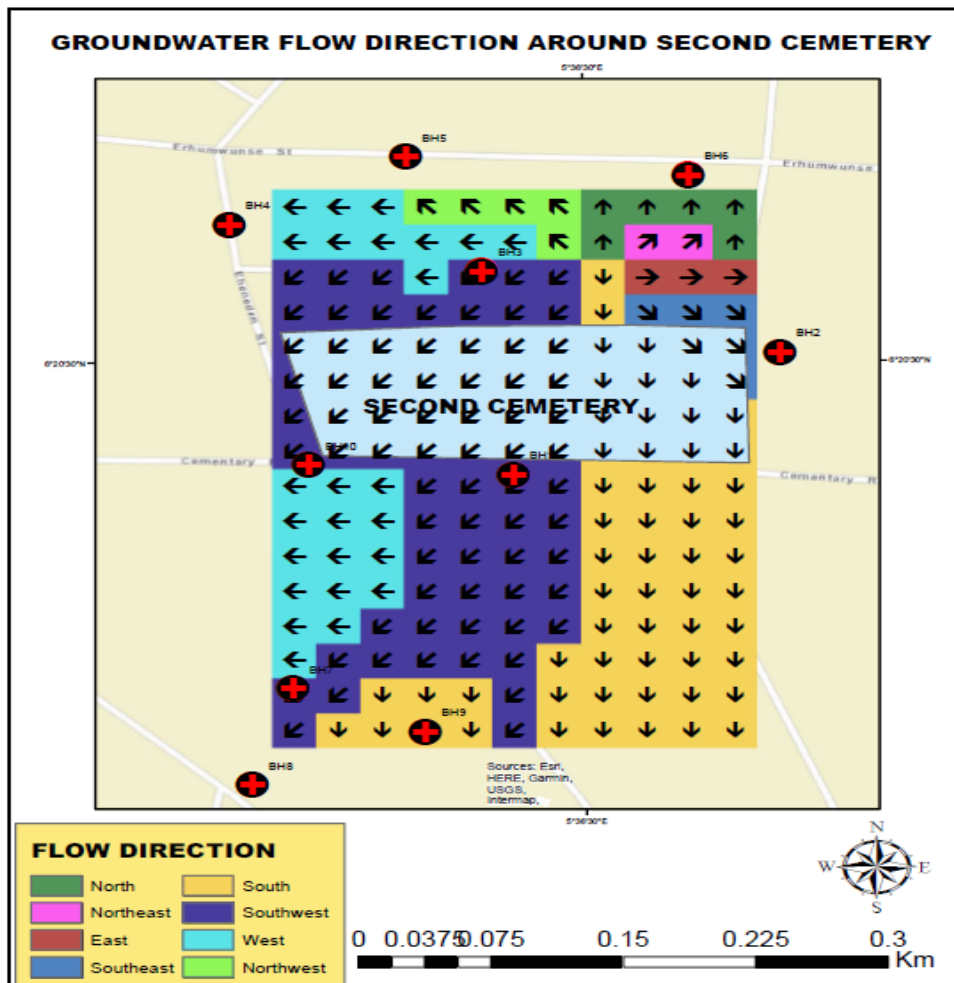 GROUNDWATER FLOW DIRECTION AROUND SECOND CEMETERY
5°36'30"E
BH5
Erhumwunse St
BH6
Erhumwunse
BH4
BH3
Eheneden St
BH2
6°20'30"N
6°20'30"N
SECOND CEMETERY
BH10
Cementary
BH1
Cementary R
BH7
BH9
BH8
Sources: Esri,
HERE, Garmin,
USGS,
Intermap,
5°36'30"E
FLOW DIRECTION
North
South
Northeast
Southwest
East
West
Southeast
Northwest
N
W
E
S
0 0.0375 0.075 0.15 0.225 0.3
Km